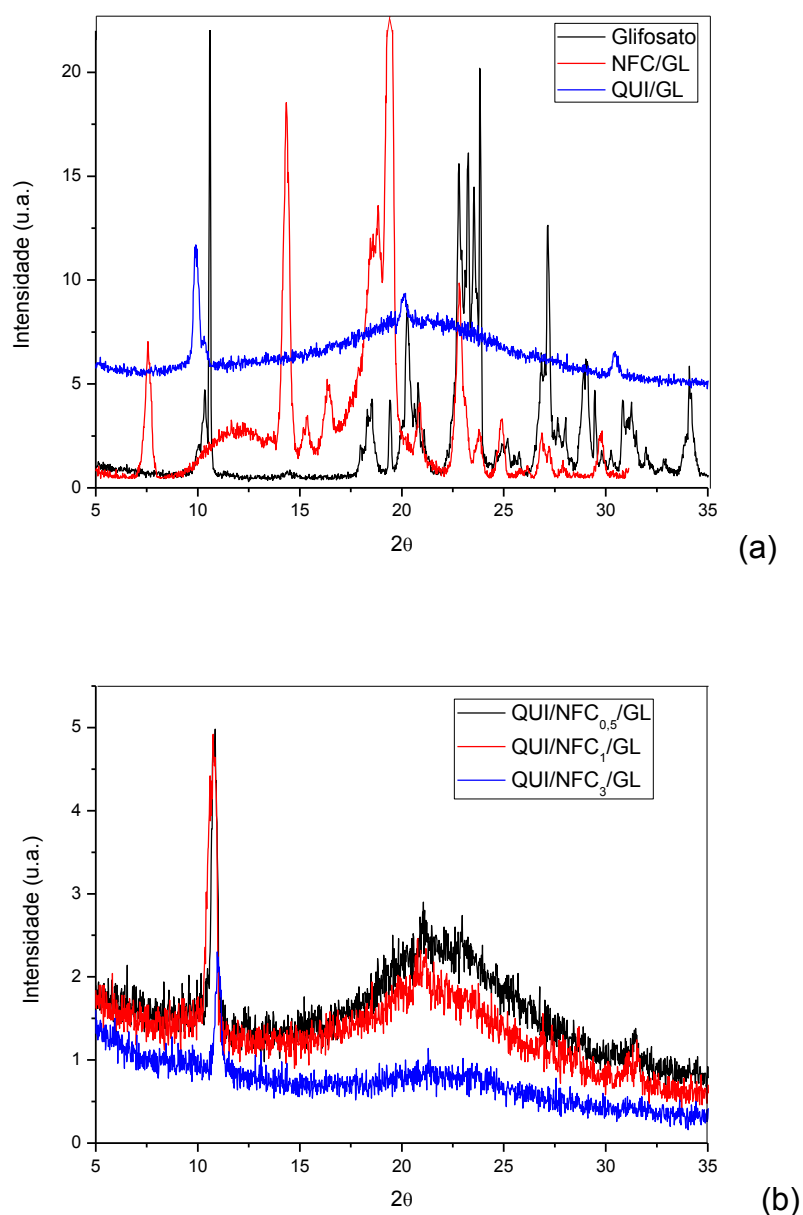 Glifosato
NFC/GL
QUI/GL
Intensidade (u.a.)
20
15
10
5
0
5 10 15 20 25 30 35
2θ
(a)
QUI/NFC0,5/GL
QUI/NFC1/GL
QUI/NFC3/GL
Intensidade (u.a.)
5
4
3
2
1
0
5 10 15 20 25 30 35
2θ
(b)